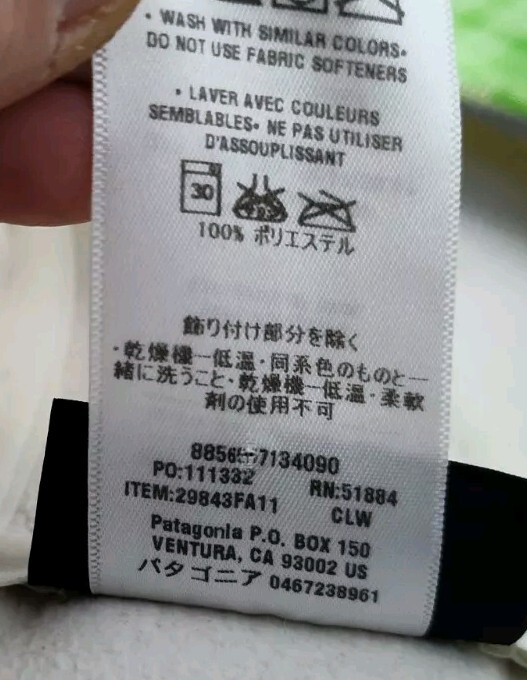 • WASH WITH SIMILAR COLORS•
DO NOT USE FABRIC SOFTENERS
• LAVER AVEC COULEURS
SEMBLABLES• NE PAS UTILISER
D'ASSOUPLISSANT
30
100% ポリエステル
飾り付け部分を除く
・乾燥機一低温・同系色のものと一
緒に洗うこと・乾燥機一低温・柔軟
剤の使用不可
PO:111332 RN:51884
ITEM:29843FA11 CLW
Patagonia P.O. BOX 150
VENTURA, CA 93002 US
パタゴニア 0467238961